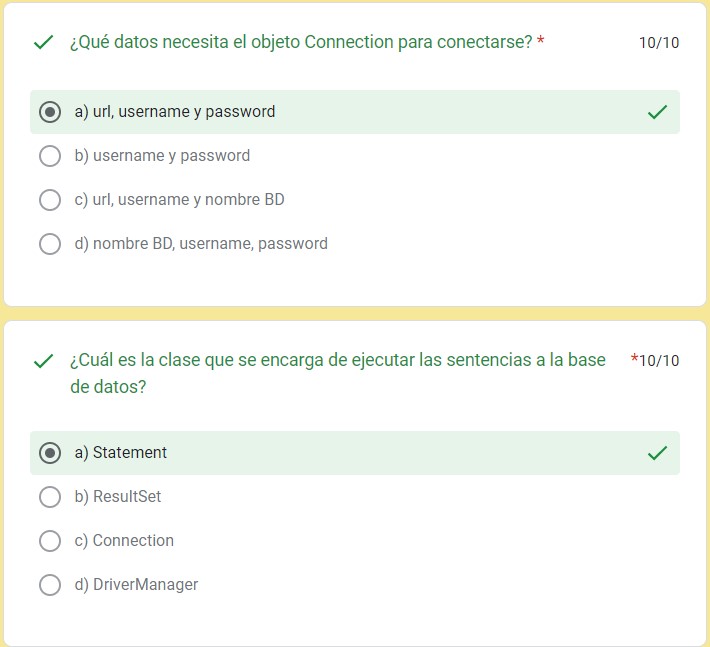 ¿Qué datos necesita el objeto Connection para conectarse? * 10/10
a) url, username y password
b) username y password
c) url, username y nombre BD
d) nombre BD, username, password
¿Cuál es la clase que se encarga de ejecutar las sentencias a la base *10/10
de datos?
a) Statement
b) ResultSet
c) Connection
d) DriverManager